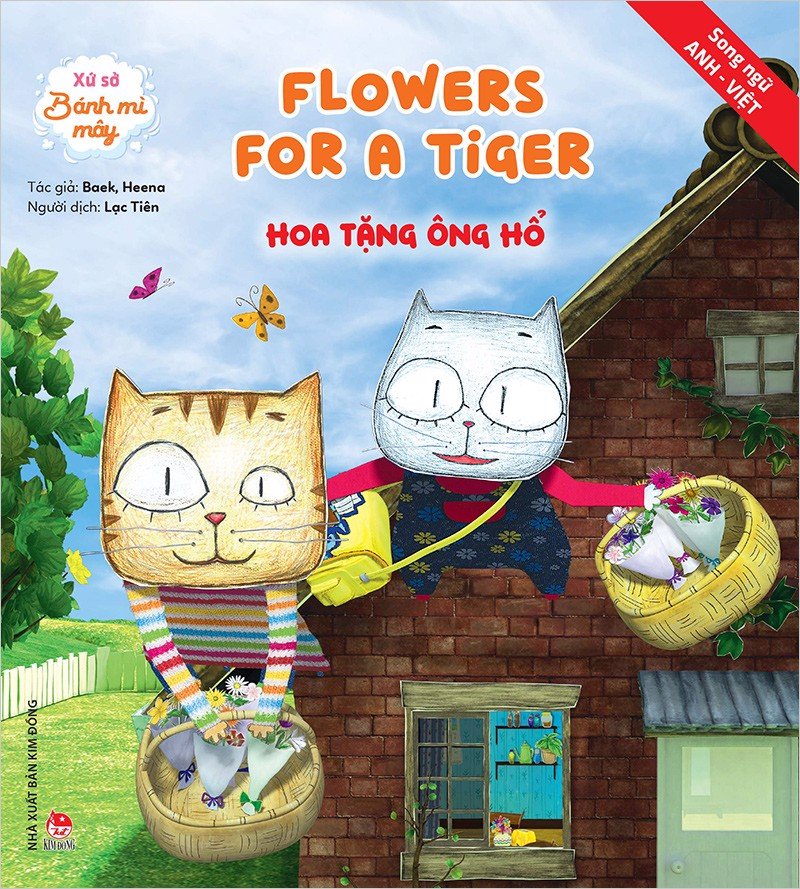 Xứ sở
Bánh mì
mây
Song ngữ
ANH - VIỆT
FLOWERS
FOR A TiGER
Tác giả: Baek, Heena
Người dịch: Lạc Tiên
HOA TẶNG ÔNG HỔ
NHÀ XUẤT BẢN KIM ĐỒNG
KIM ĐỒNG